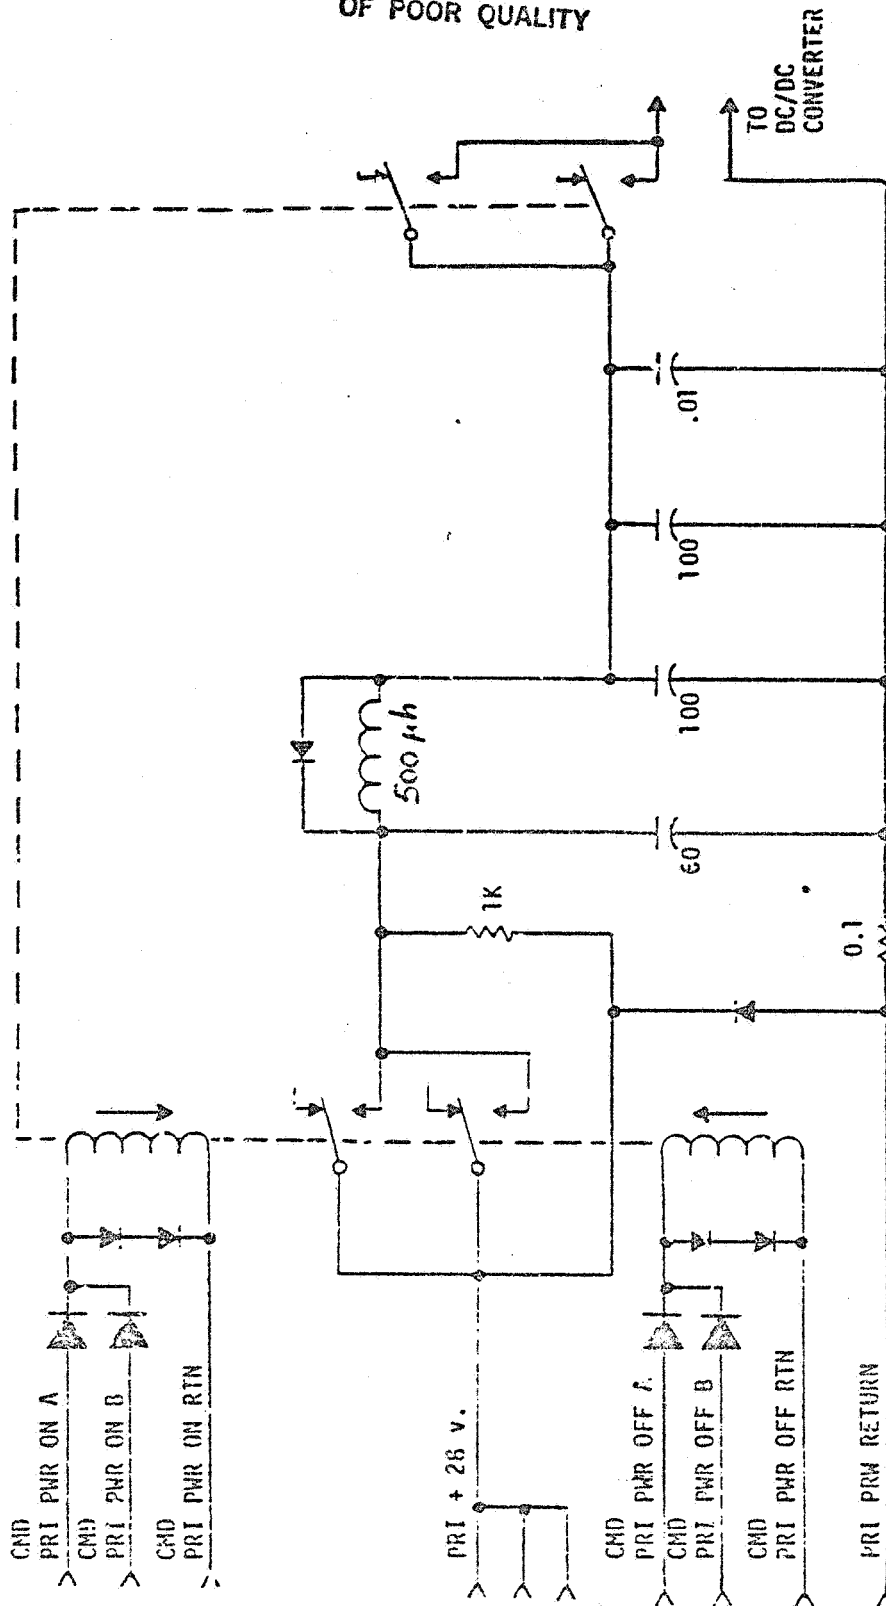 OF POOR QUALITY
TO
DC/DC
CONVERTER
.01
100
100
60
500 µh
1K
0.1
CMD
PRI PWR ON A
CMD
PRI PWR ON B
CMD
PRI PWR ON RTN
PRI + 28 v.
CMD
PRI PWR OFF A
CMD
PRI PWR OFF B
CMD
PRI PWR OFF RTN
PRI PRW RETURN